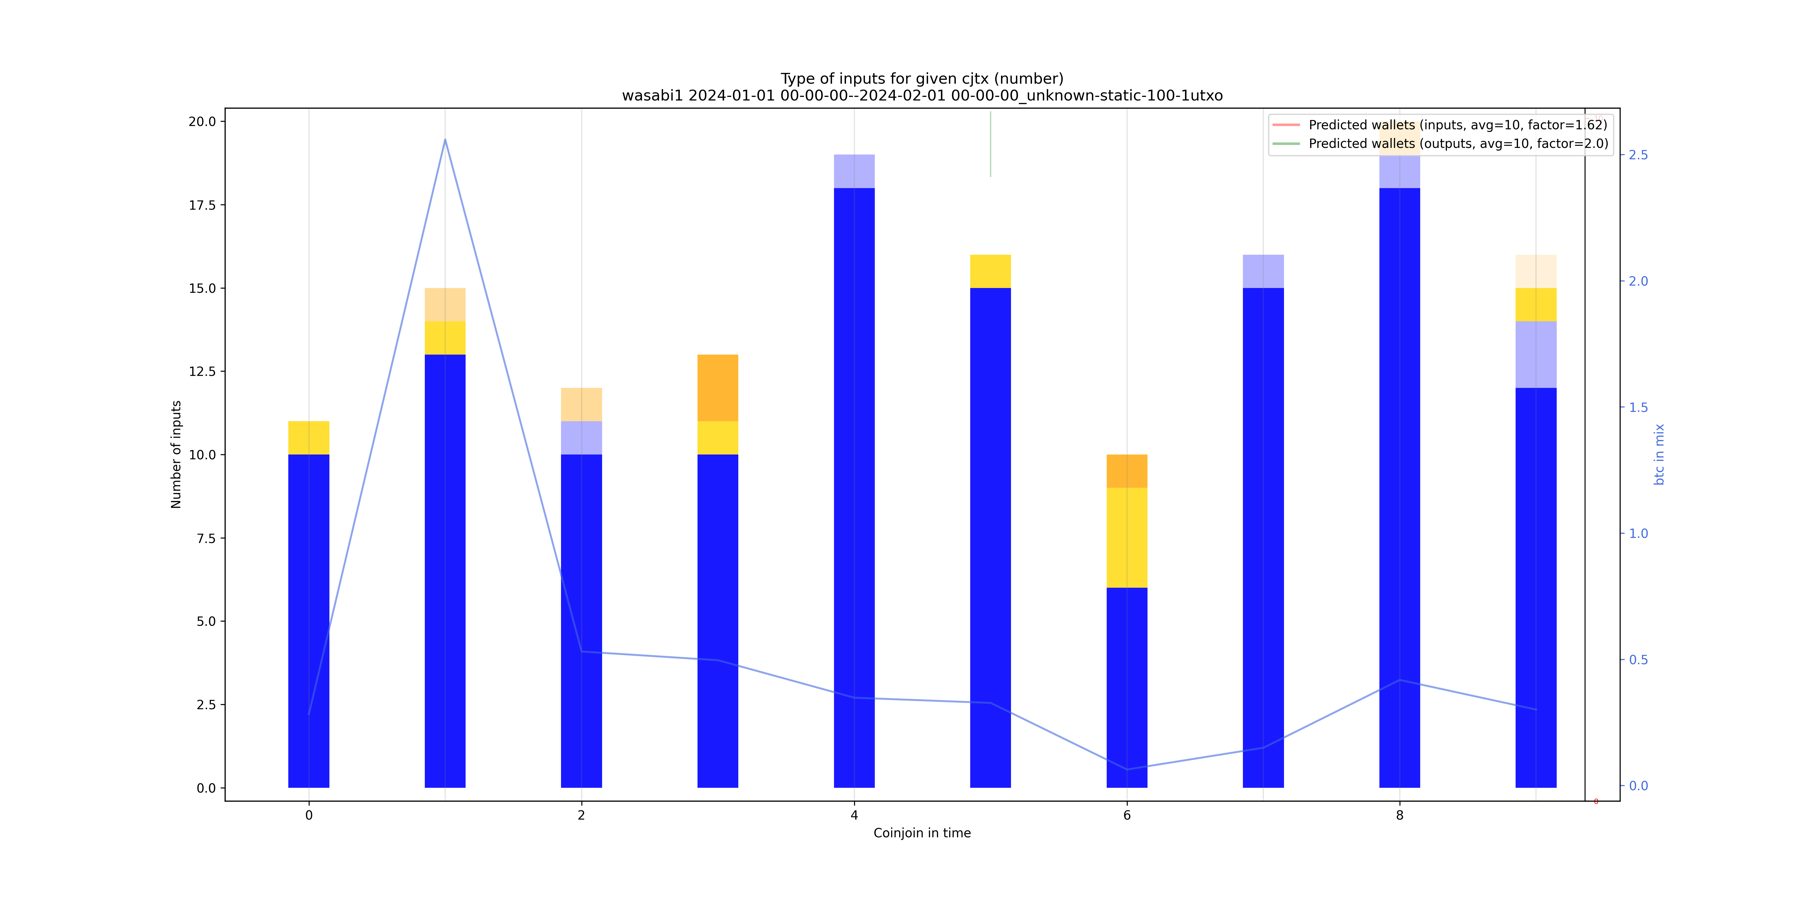 Type of inputs for given cjtx (number)
wasabi1 2024-01-01 00-00-00--2024-02-01 00-00-00_unknown-static-100-1utxo
Predicted wallets (inputs, avg=10, factor=1.62)
Predicted wallets (outputs, avg=10, factor=2.0)
20.0
17.5
15.0
12.5
10.0
7.5
5.0
2.5
0.0
Number of inputs
2.5
2.0
1.5
1.0
0.5
0.0
btc in mix
0
0 2 4 6 8
Coinjoin in time